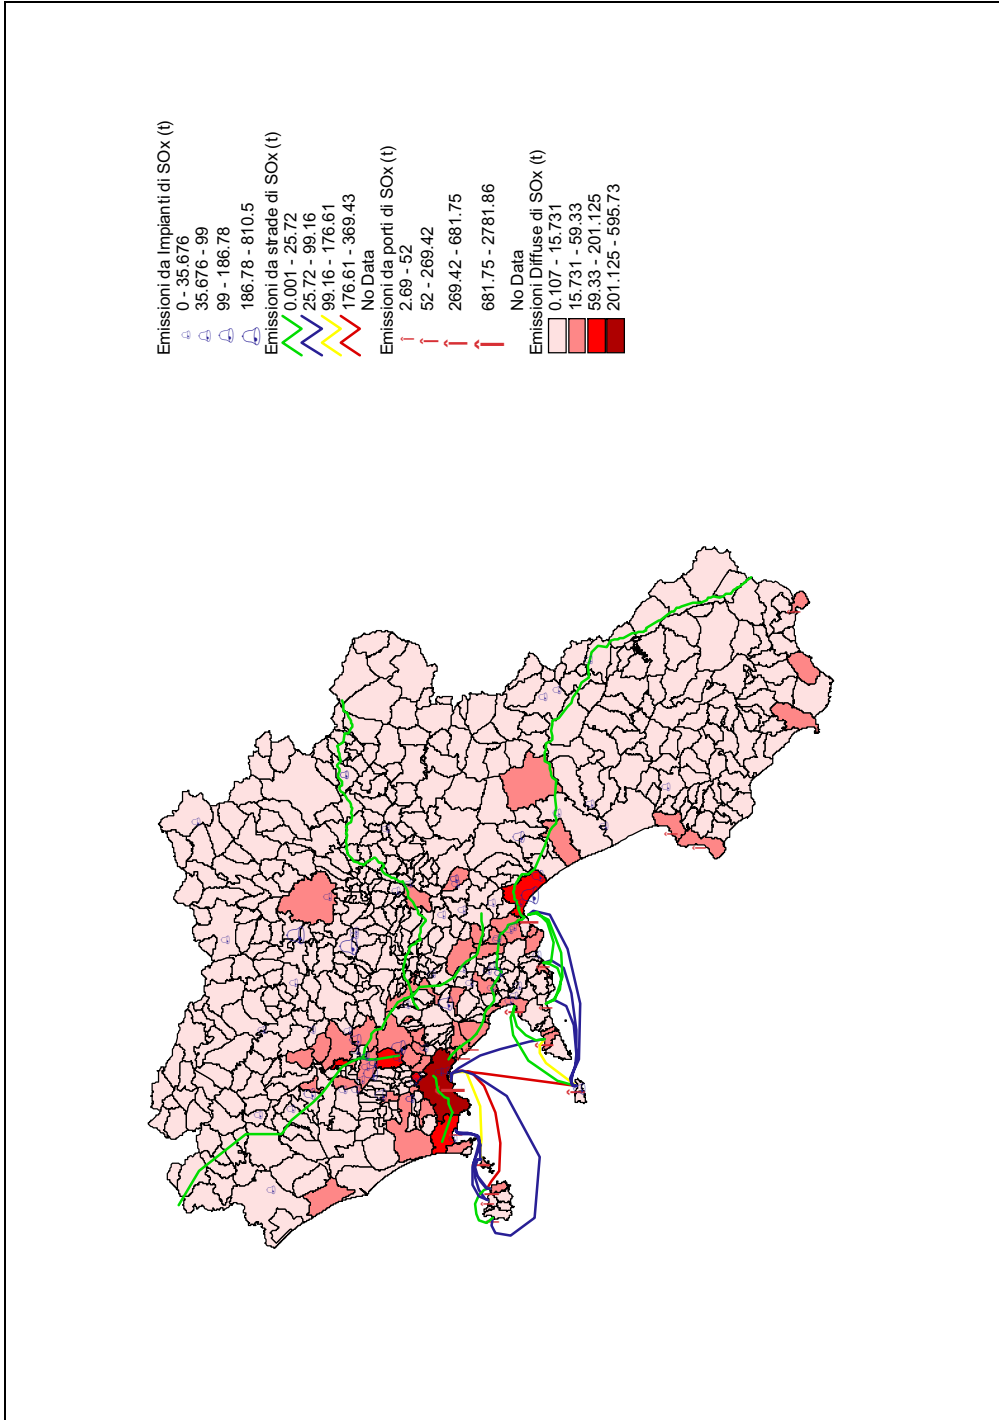 Emissioni da Impianti di SOx (t)
0 - 35.676
35.676 - 99
99 - 186.78
186.78 - 810.5
Emissioni da strade di SOx (t)
0.001 - 25.72
25.72 - 99.16
99.16 - 176.61
176.61 - 369.43
No Data
Emissioni da porti di SOx (t)
2.69 - 52
52 - 269.42
269.42 - 681.75
681.75 - 2781.86
No Data
Emissioni Diffuse di SOx (t)
0.107 - 15.731
15.731 - 59.33
59.33 - 201.125
201.125 - 595.73